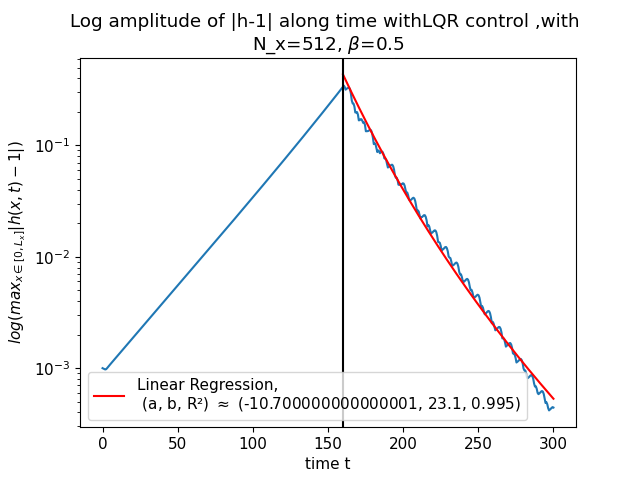 Log amplitude of |h-1| along time withLQR control ,with
N_x=512, β=0.5
log(max_{x∈[0,L_x]}|h(x, t) − 1|)
10⁻¹
10⁻²
10⁻³
Linear Regression,
(a, b, R²) ≈ (-10.700000000000001, 23.1, 0.995)
0 50 100 150 200 250 300
time t